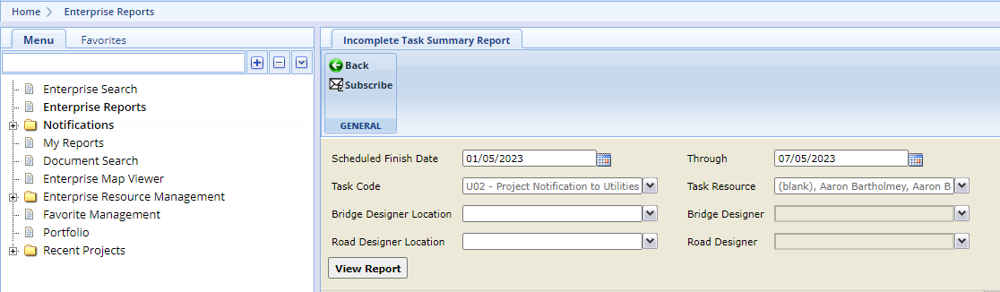 Home > Enterprise Reports
Menu Favorites
Enterprise Search
Enterprise Reports
Notifications
My Reports
Document Search
Enterprise Map Viewer
Enterprise Resource Management
Favorite Management
Portfolio
Recent Projects
Incomplete Task Summary Report
Back
Subscribe
GENERAL
Scheduled Finish Date 01/05/2023 Through 07/05/2023
Task Code U02 - Project Notification to Utilities Task Resource (blank), Aaron Bartholmey, Aaron B
Bridge Designer Location Bridge Designer
Road Designer Location Road Designer
View Report